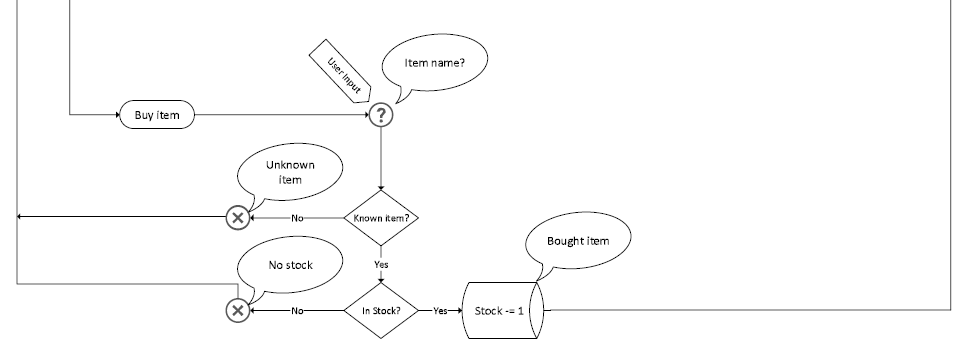 Item name?
User Input
Buy item
?
Unknown
item
No
Known item?
Yes
No stock
Bought item
No
In Stock?
Yes
Stock -= 1